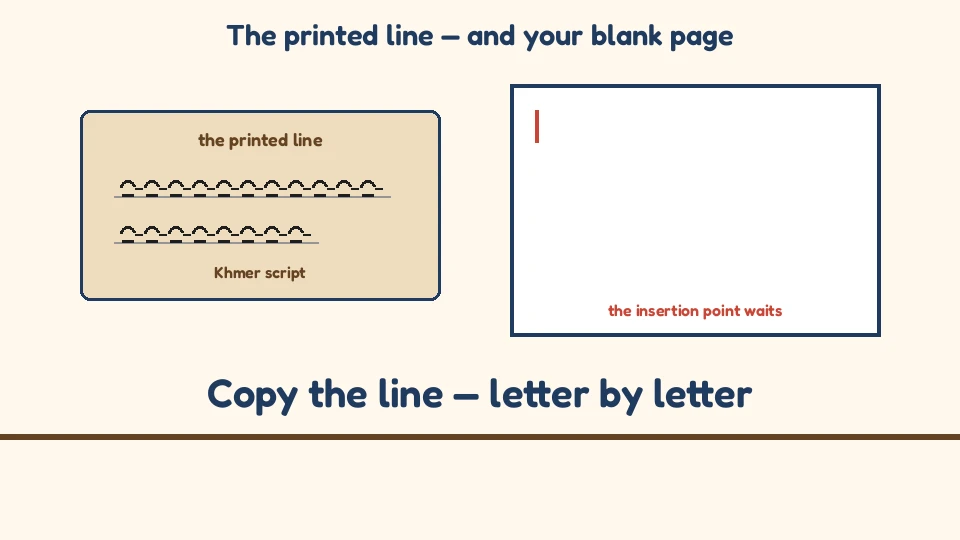 The printed line — and your blank page
the printed line
Khmer script
the insertion point waits
Copy the line — letter by letter